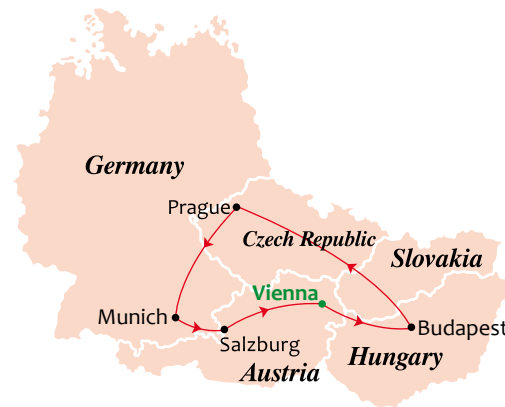 Germany
Prague
Czech Republic
Slovakia
Vienna
Munich
Budapest
Salzburg
Hungary
Austria